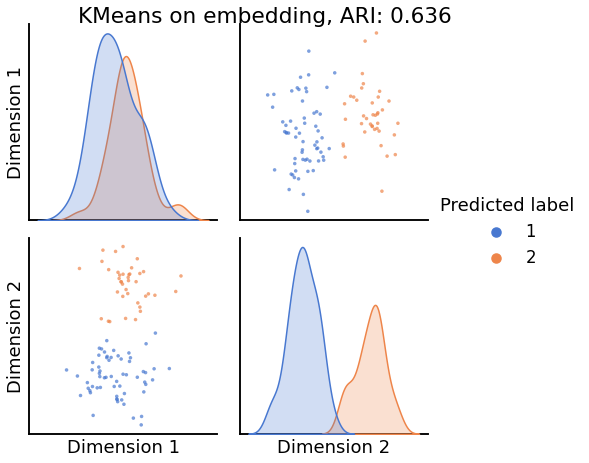 KMeans on embedding, ARI: 0.636
Dimension 1
Predicted label
1
2
Dimension 2
Dimension 1
Dimension 2